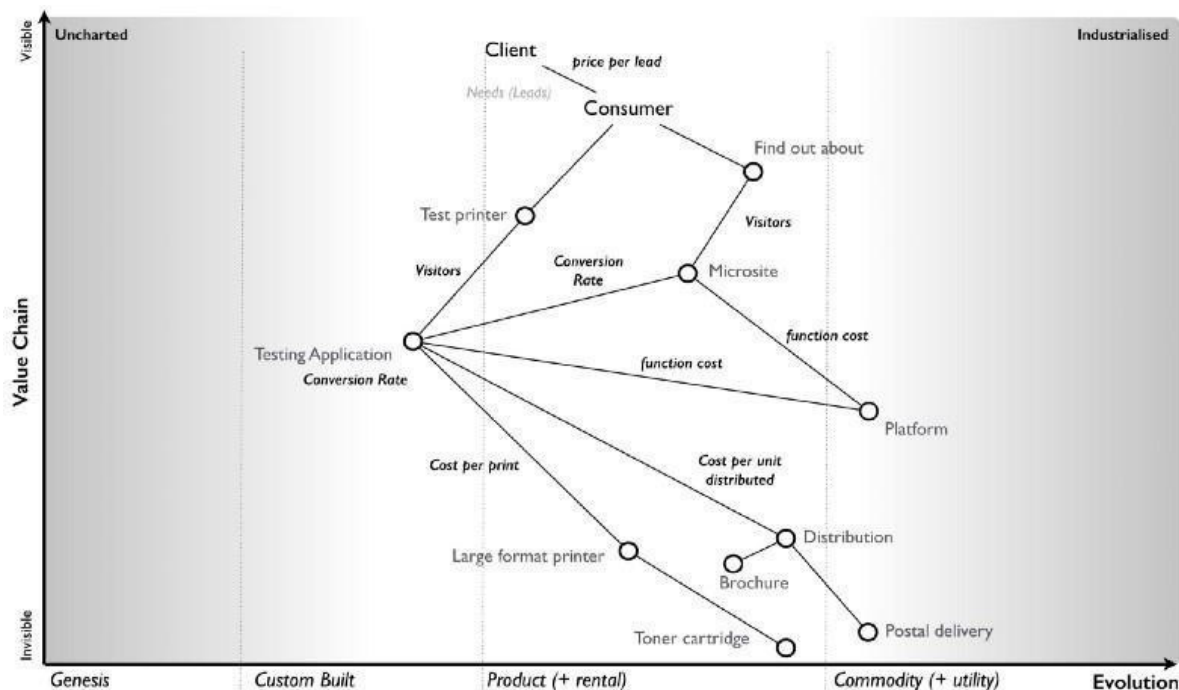 Visible
Uncharted
Industrialised
Client
price per lead
Needs (Leads)
Consumer
Find out about
Test printer
Visitors
Visitors
Conversion
Rate
Microsite
function cost
Testing Application
Conversion Rate
function cost
Platform
Value Chain
Cost per print
Cost per unit
distributed
Distribution
Large format printer
Brochure
Toner cartridge
Postal delivery
Invisible
Genesis
Custom Built
Product (+ rental)
Commodity (+ utility)
Evolution